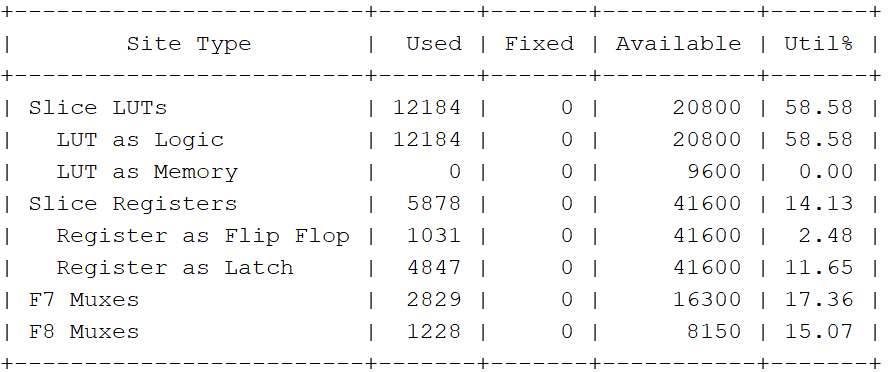 +-------------------------+-------+-------+-----------+-------+
|        Site Type        |  Used | Fixed | Available | Util% |
+-------------------------+-------+-------+-----------+-------+
| Slice LUTs              | 12184 |     0 |     20800 | 58.58 |
|   LUT as Logic          | 12184 |     0 |     20800 | 58.58 |
|   LUT as Memory         |     0 |     0 |      9600 |  0.00 |
| Slice Registers         |  5878 |     0 |     41600 | 14.13 |
|   Register as Flip Flop |  1031 |     0 |     41600 |  2.48 |
|   Register as Latch     |  4847 |     0 |     41600 | 11.65 |
| F7 Muxes                |  2829 |     0 |     16300 | 17.36 |
| F8 Muxes                |  1228 |     0 |      8150 | 15.07 |
+-------------------------+-------+-------+-----------+-------+